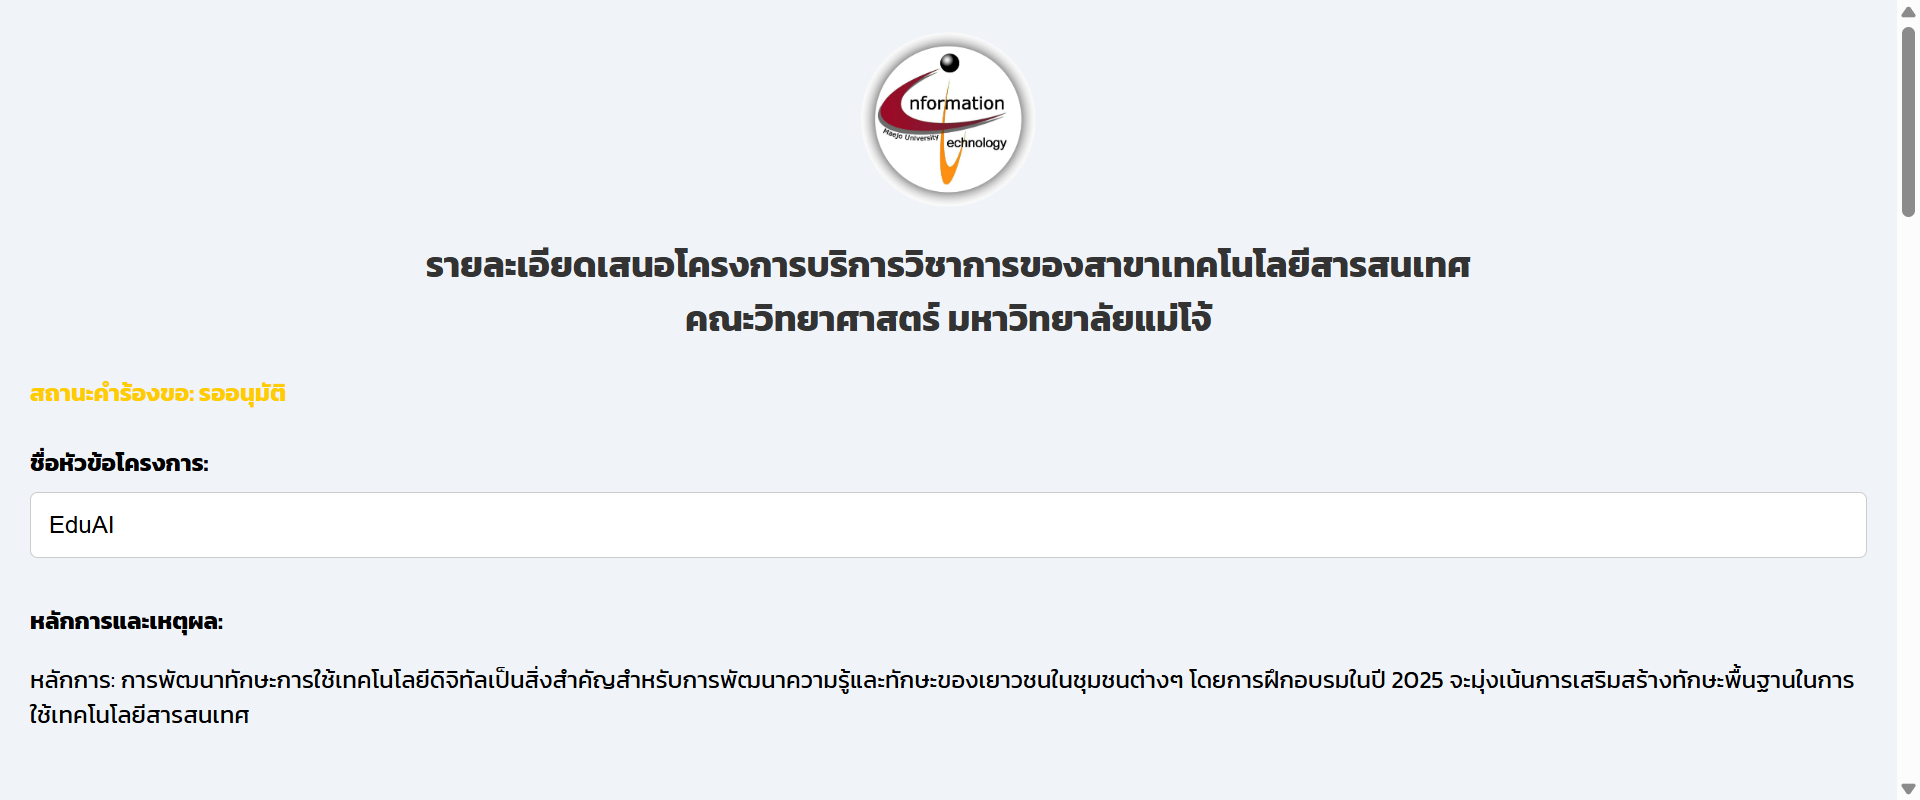 nformation
Maejo University
echnology
รายละเอียดเสนอโครงการบริการวิชาการของสาขาเทคโนโลยีสารสนเทศ
คณะวิทยาศาสตร์ มหาวิทยาลัยแม่โจ้
สถานะคำร้องขอ: รออนุมัติ
ชื่อหัวข้อโครงการ:
EduAI
หลักการและเหตุผล:
หลักการ: การพัฒนาทักษะการใช้เทคโนโลยีดิจิทัลเป็นสิ่งสำคัญสำหรับการพัฒนาความรู้และทักษะของเยาวชนในชุมชนต่างๆ โดยการฝึกอบรมในปี 2025 จะมุ่งเน้นการเสริมสร้างทักษะพื้นฐานในการ
ใช้เทคโนโลยีสารสนเทศ